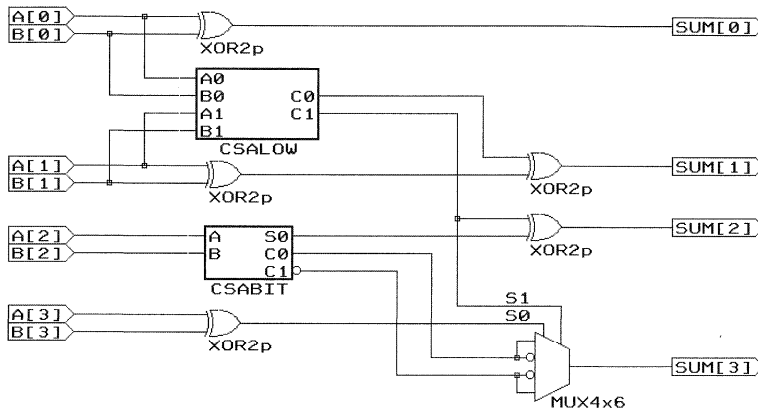 A[0]
B[0]
XOR2p
SUM[0]
A0
B0
A1
B1
C0
C1
CSALOW
A[1]
B[1]
XOR2p
XOR2p
SUM[1]
A[2]
B[2]
A
B
S0
C0
C1
CSABIT
XOR2p
SUM[2]
A[3]
B[3]
XOR2p
S1
S0
MUX4x6
SUM[3]